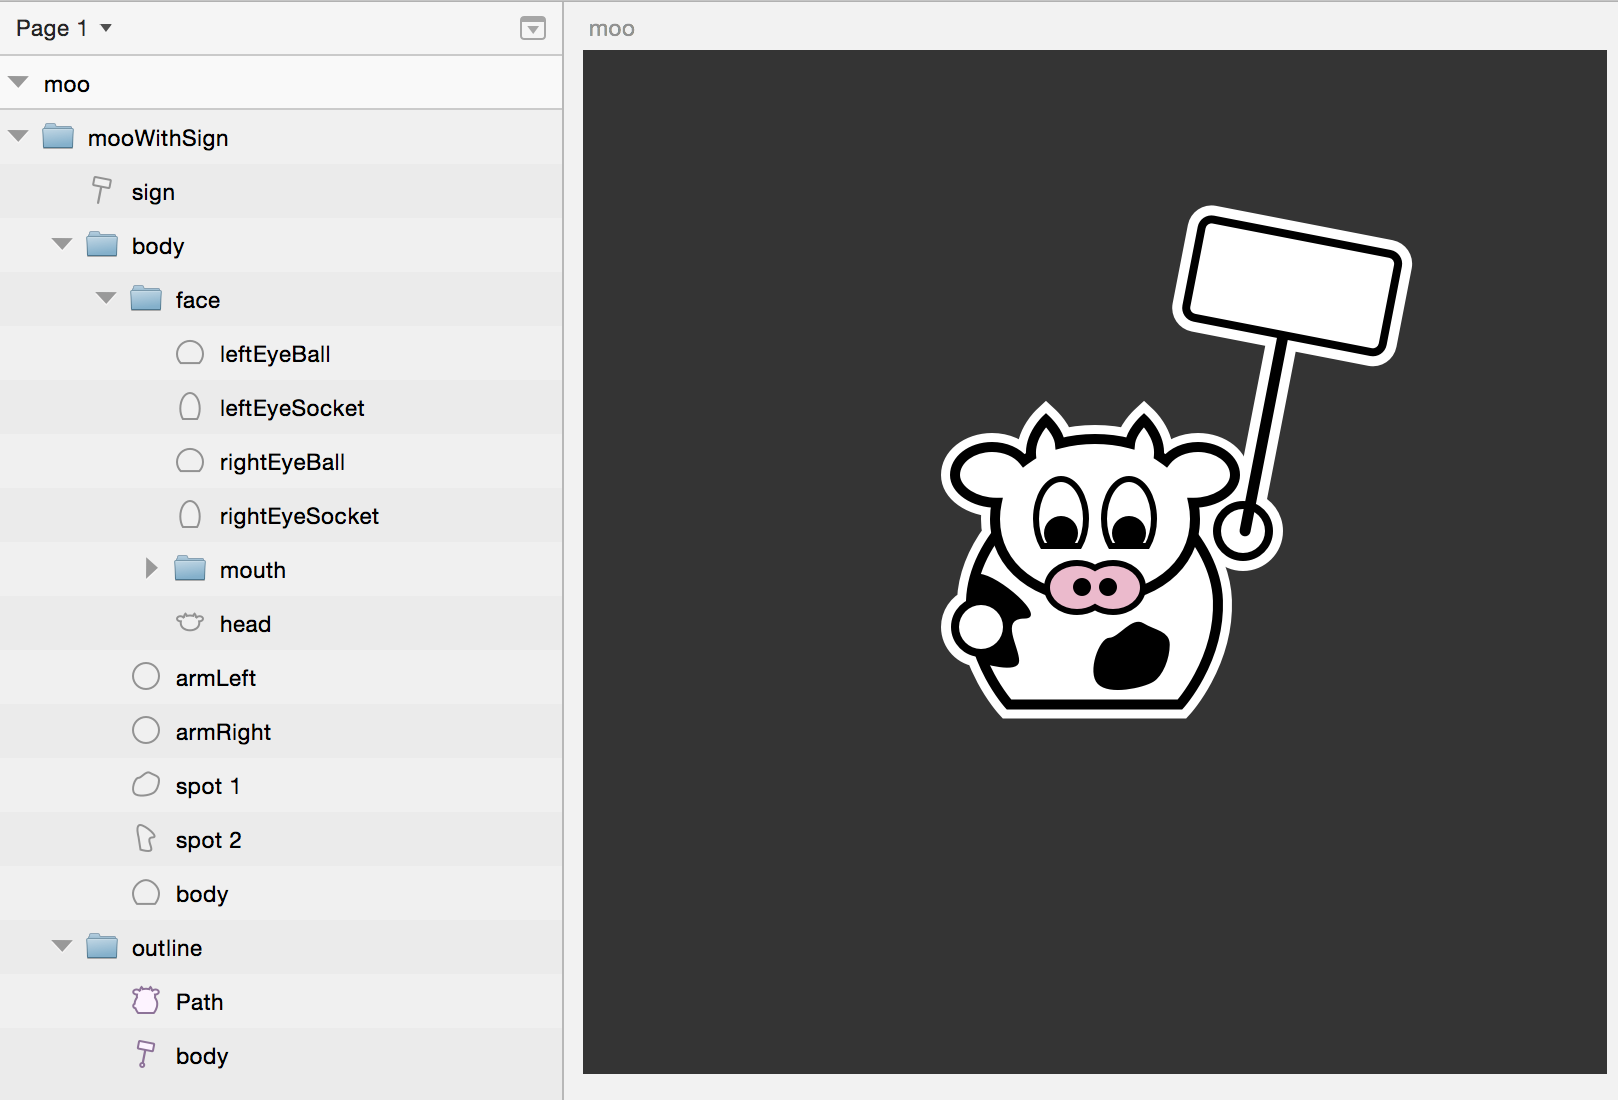 Page 1
moo
mooWithSign
sign
body
face
leftEyeBall
leftEyeSocket
rightEyeBall
rightEyeSocket
mouth
head
armLeft
armRight
spot 1
spot 2
body
outline
Path
body
moo